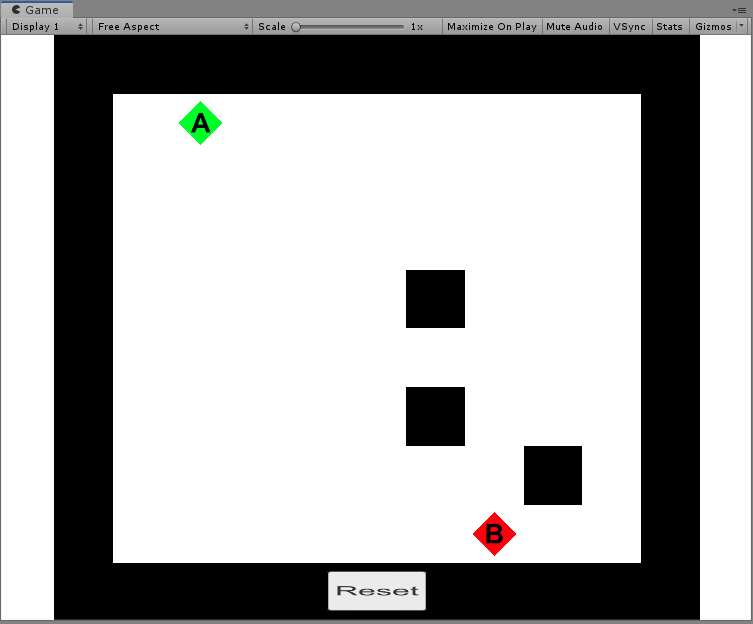 Game
Display 1 Free Aspect Scale 1x Maximize On Play Mute Audio VSync Stats Gizmos
A
B
Reset